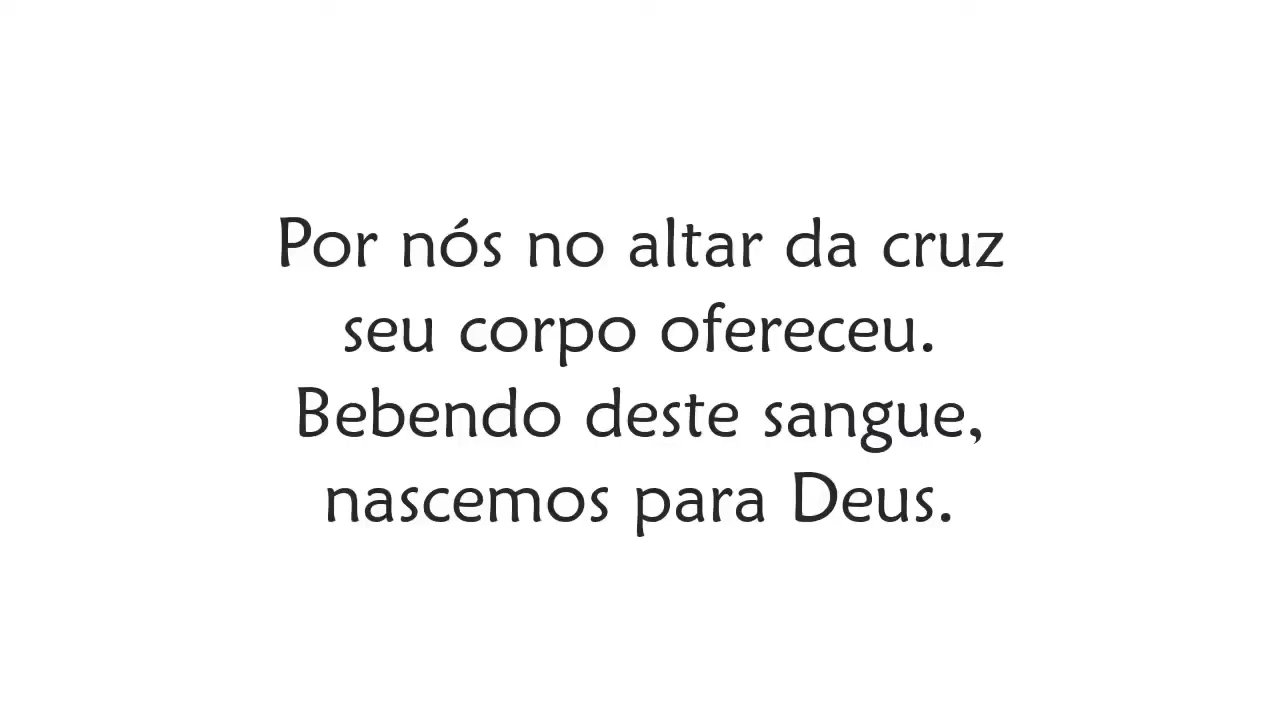 Por nós no altar da cruz
seu corpo ofereceu.
Bebendo deste sangue,
nascemos para Deus.